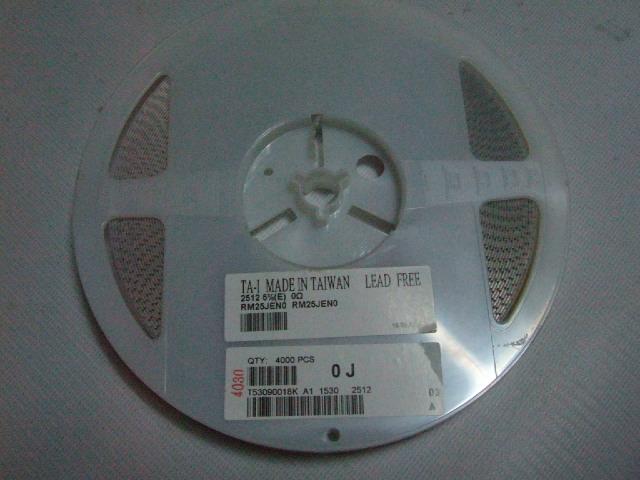 TA-I MADE IN TAIWAN LEAD FREE
2512 5%(E) 0Ω
RM25JEN0 RM25JEN0
QTY: 4000 PCS
0 J
4030
T53090018K A1 1530 2512